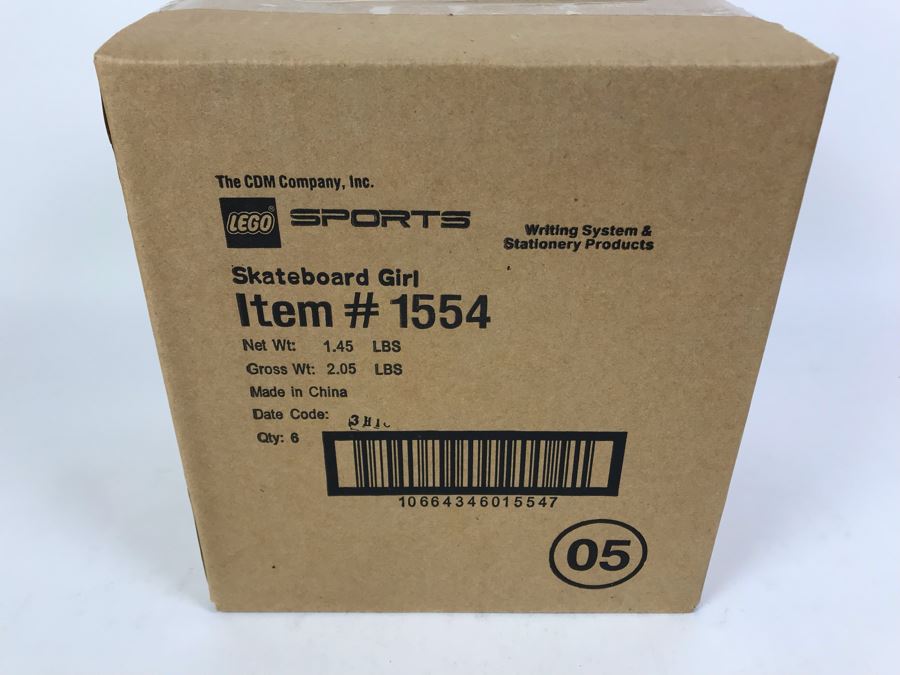 The CDM Company, Inc.
LEGO® SPORTS
Writing System &
Stationery Products
Skateboard Girl
Item # 1554
Net Wt: 1.45 LBS
Gross Wt: 2.05 LBS
Made in China
Date Code:
Qty: 6
10664346015547
05